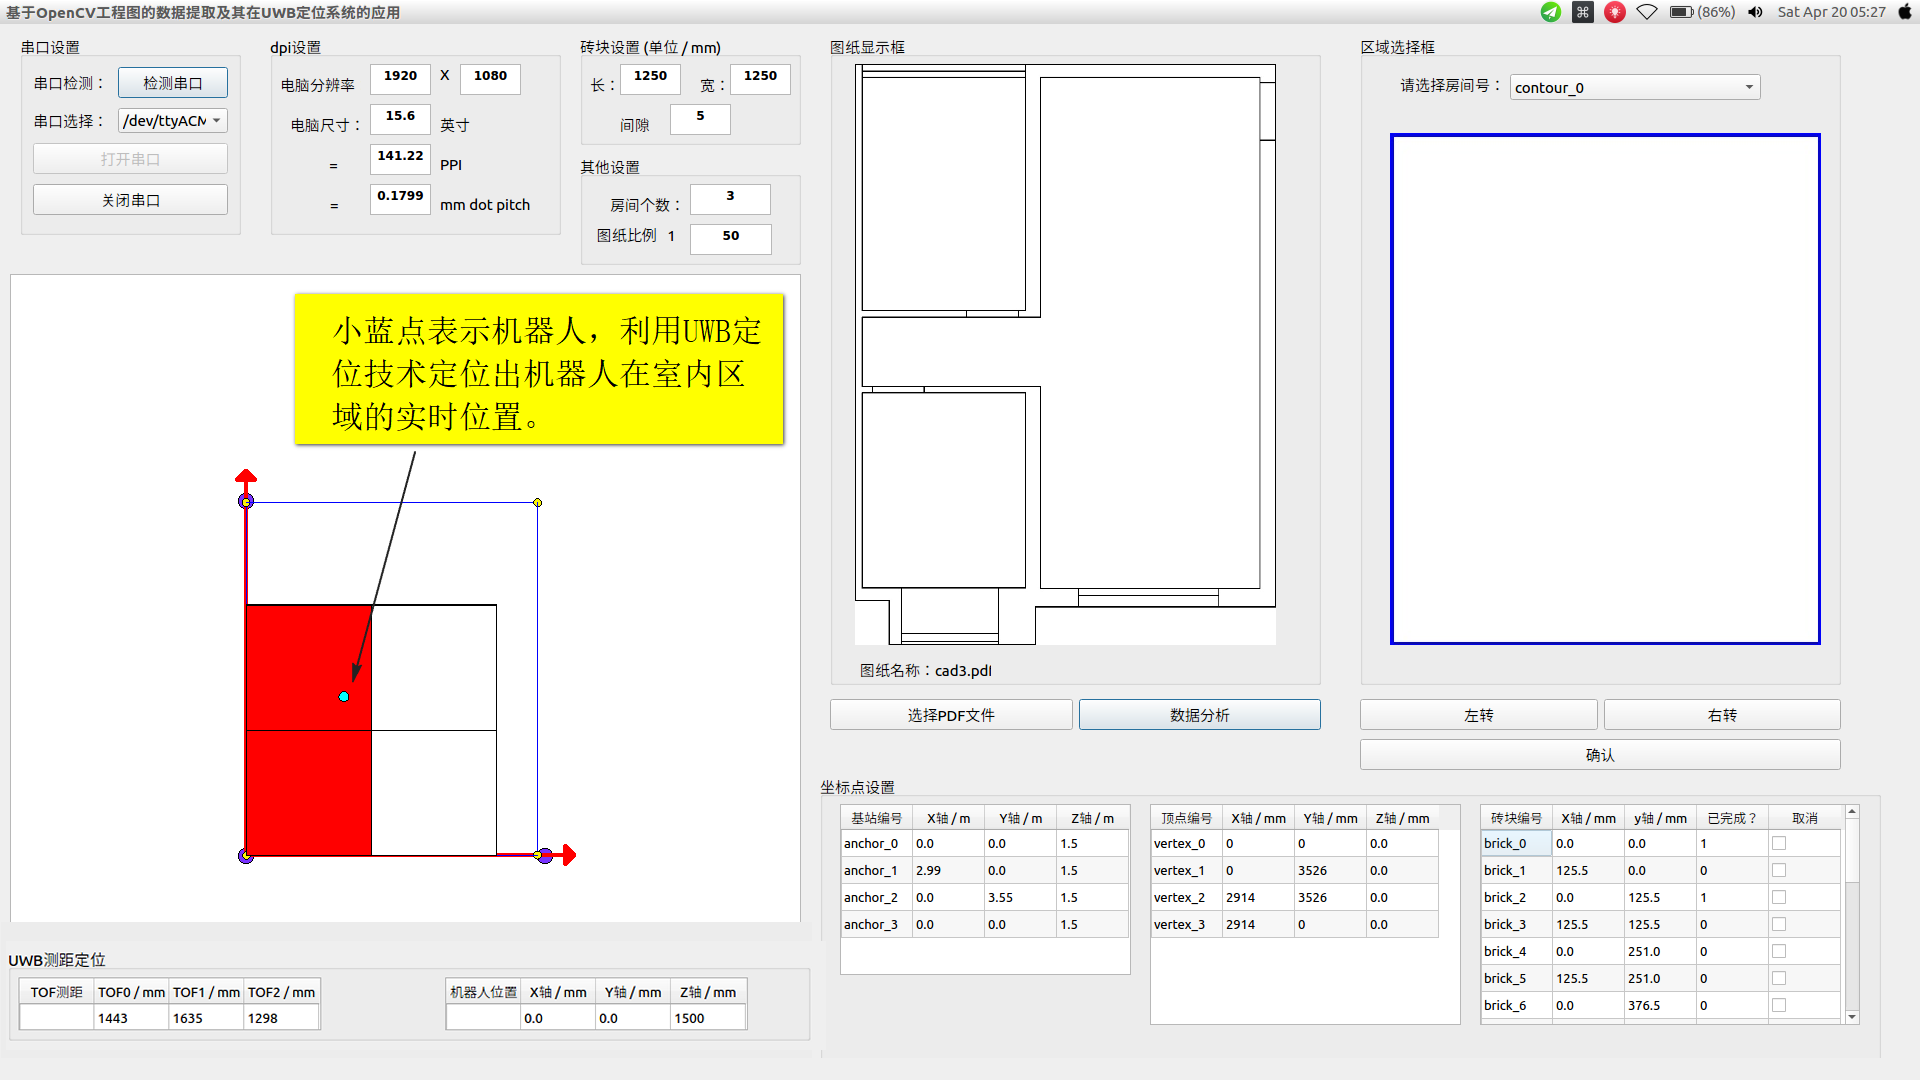 基于OpenCV工程图的数据提取及其在UWB定位系统的应用
(86%) Sat Apr 20 05:27
串口设置
串口检测： 检测串口
串口选择： /dev/ttyACM
打开串口
关闭串口
dpi设置
电脑分辨率 1920 X 1080
电脑尺寸： 15.6 英寸
= 141.22 PPI
= 0.1799 mm dot pitch
砖块设置 (单位 / mm)
长： 1250 宽： 1250
间隙 5
其他设置
房间个数： 3
图纸比例 1 50
小蓝点表示机器人，利用UWB定
位技术定位出机器人在室内区
域的实时位置。
图纸显示框
图纸名称：cad3.pdf
选择PDF文件 数据分析
区域选择框
请选择房间号： contour_0
左转 右转
确认
坐标点设置
基站编号 X轴 / m Y轴 / m Z轴 / m
anchor_0 0.0 0.0 1.5
anchor_1 2.99 0.0 1.5
anchor_2 0.0 3.55 1.5
anchor_3 0.0 0.0 1.5
顶点编号 X轴 / mm Y轴 / mm Z轴 / mm
vertex_0 0 0 0.0
vertex_1 0 3526 0.0
vertex_2 2914 3526 0.0
vertex_3 2914 0 0.0
砖块编号 X轴 / mm y轴 / mm 已完成？ 取消
brick_0 0.0 0.0 1
brick_1 125.5 0.0 0
brick_2 0.0 125.5 1
brick_3 125.5 125.5 0
brick_4 0.0 251.0 0
brick_5 125.5 251.0 0
brick_6 0.0 376.5 0
UWB测距定位
TOF测距 TOF0 / mm TOF1 / mm TOF2 / mm
1443 1635 1298
机器人位置 X轴 / mm Y轴 / mm Z轴 / mm
0.0 0.0 1500